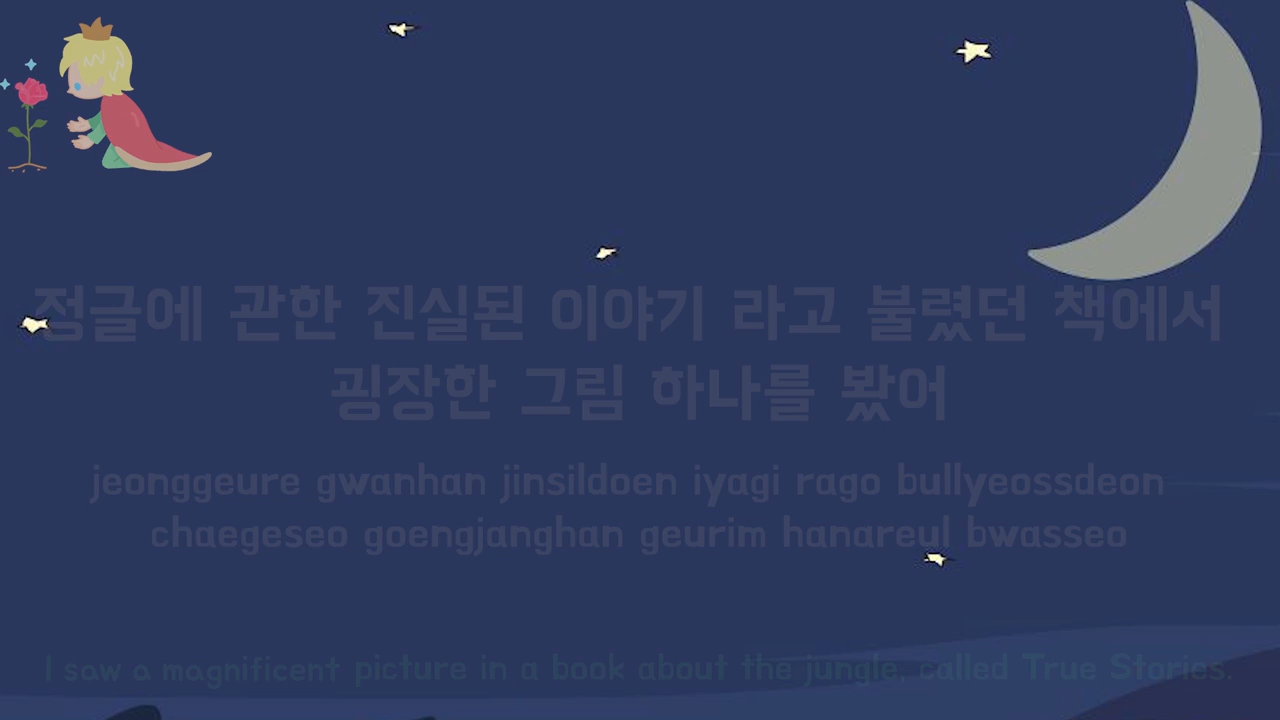 정글에 관한 진실된 이야기 라고 불렸던 책에서
굉장한 그림 하나를 봤어
jeonggeure gwanhan jinsildoen iyagi rago bullyeossdeon
chaegeseo goengjanghan geurim hanareul bwasseo
I saw a magnificent picture in a book about the jungle, called True Stories.